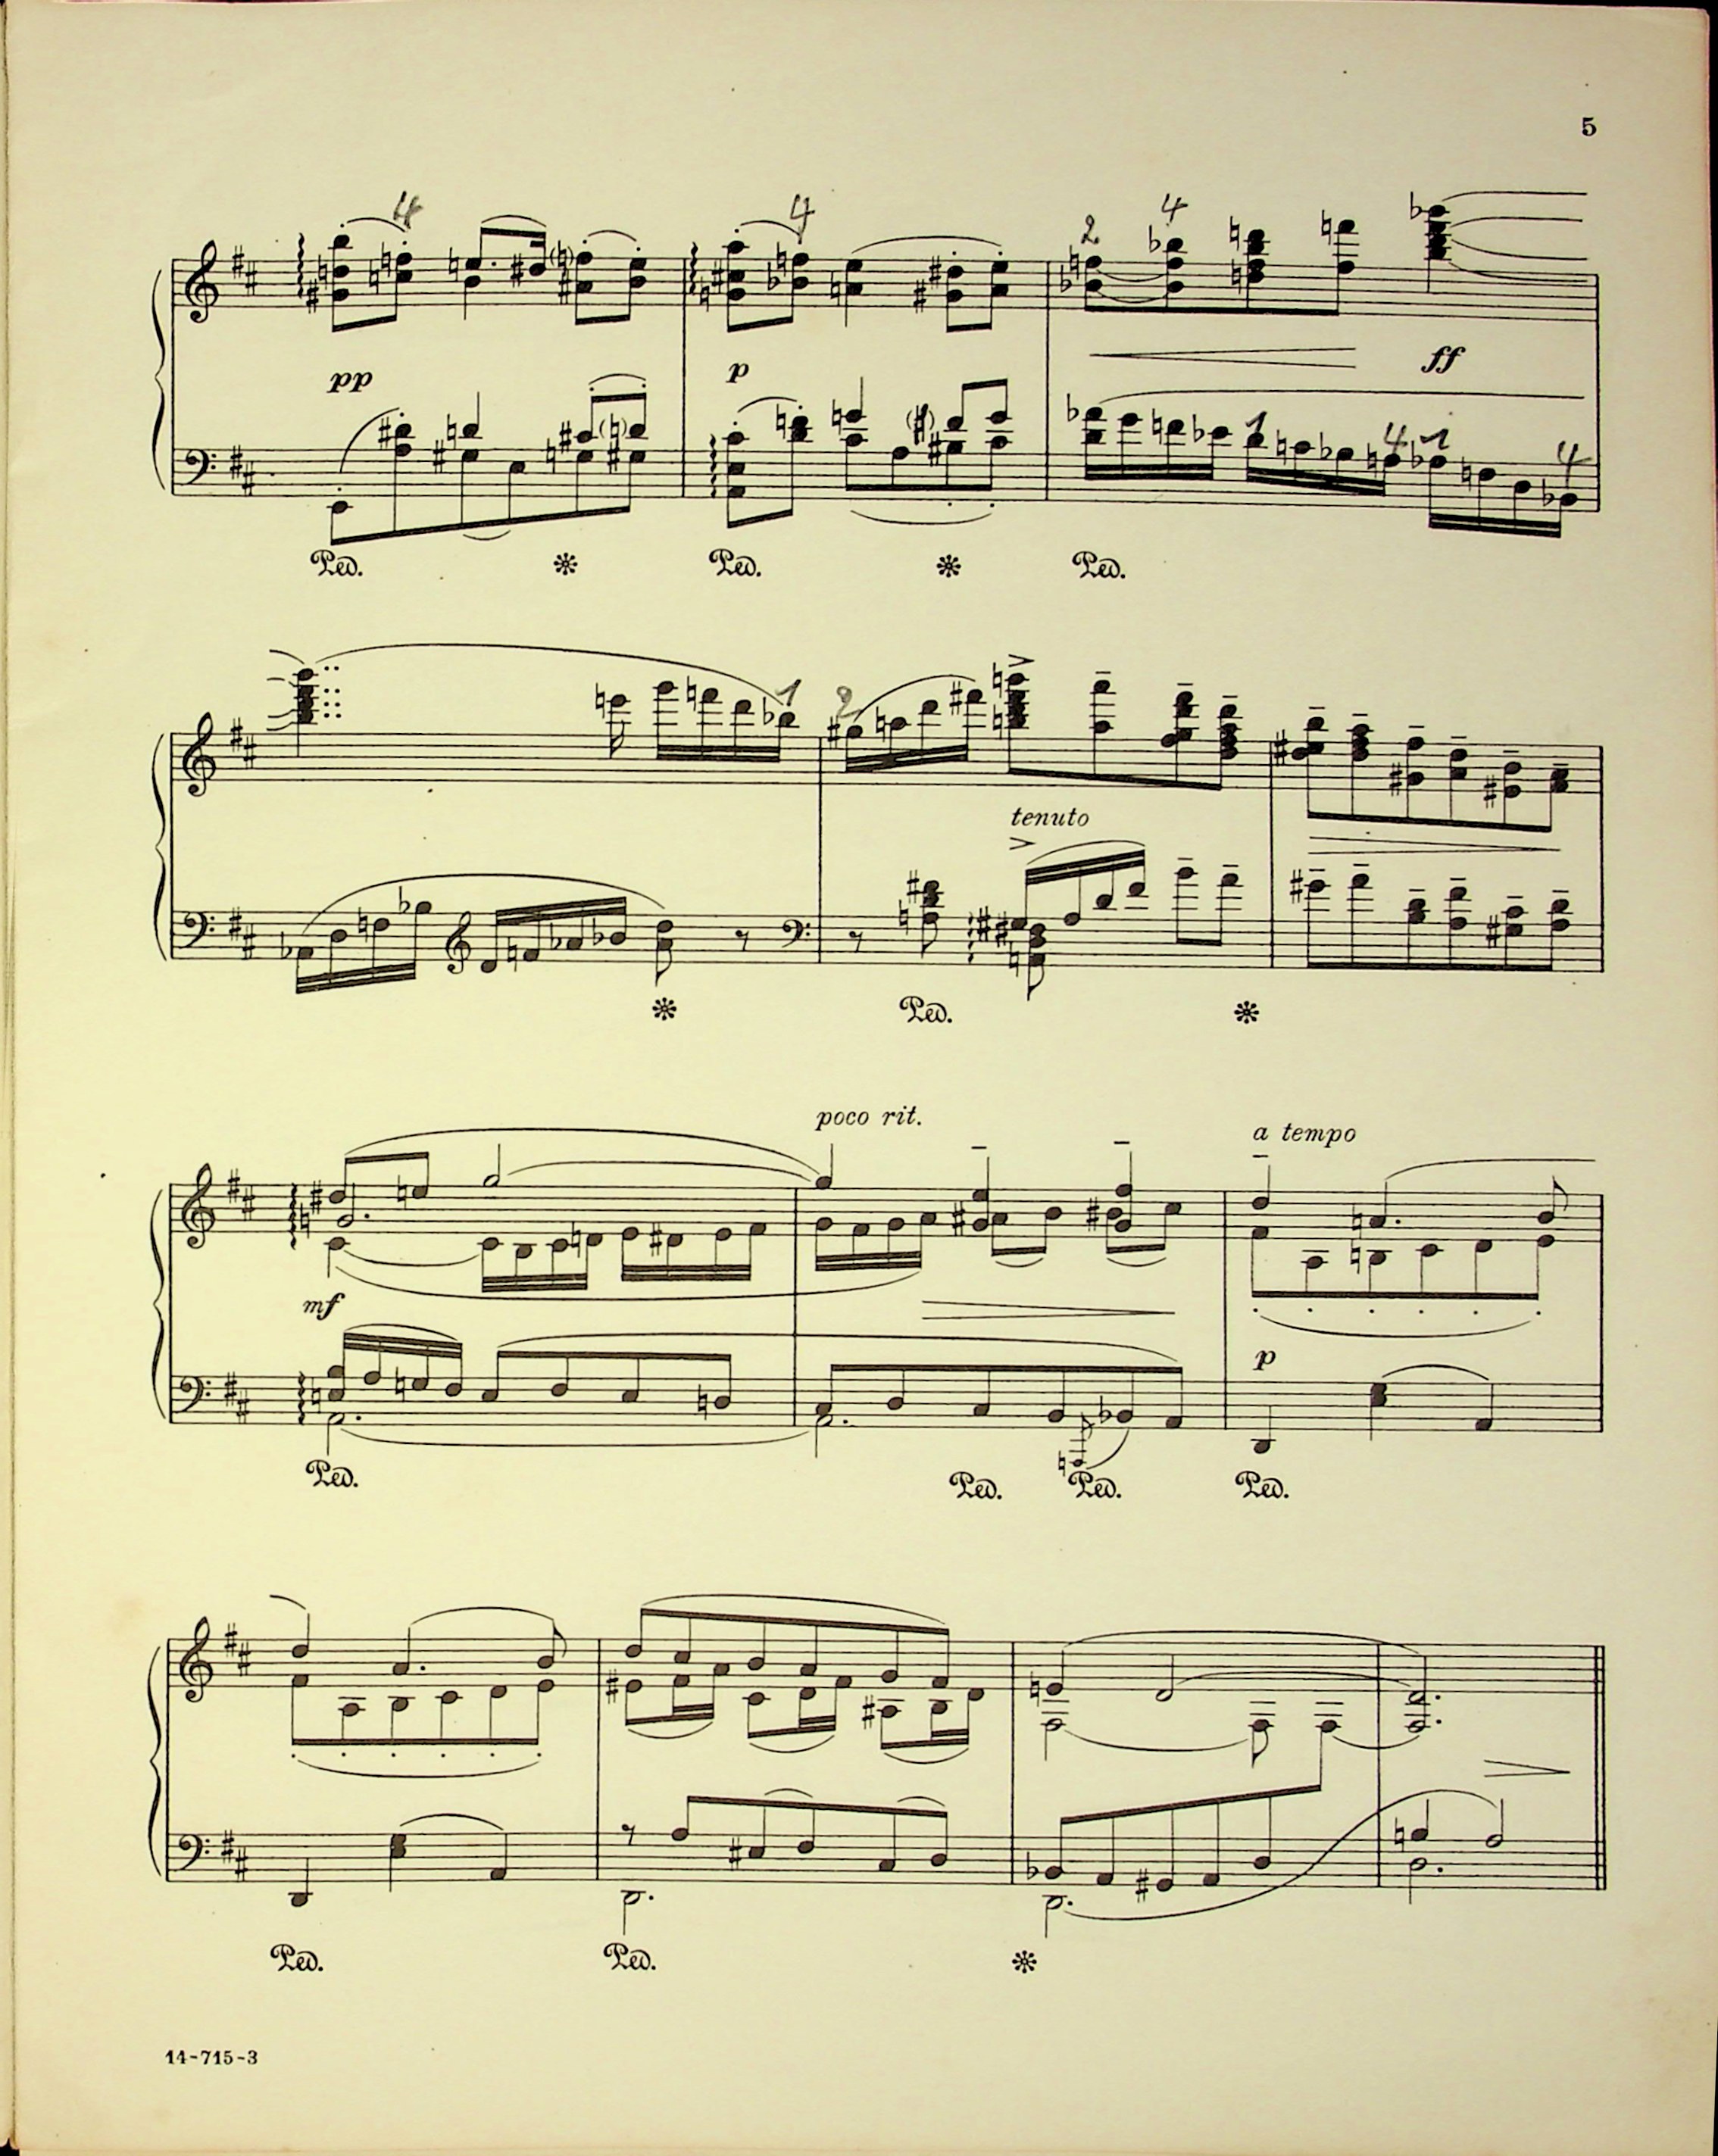 5
4 4 2 4
pp p ff
1 4 1 4
Ped. Ped. Ped.
1 2
tenuto
Ped.
poco rit. a tempo
mf
p
Ped. Ped. Ped. Ped.
Ped. Ped.
14-715-3